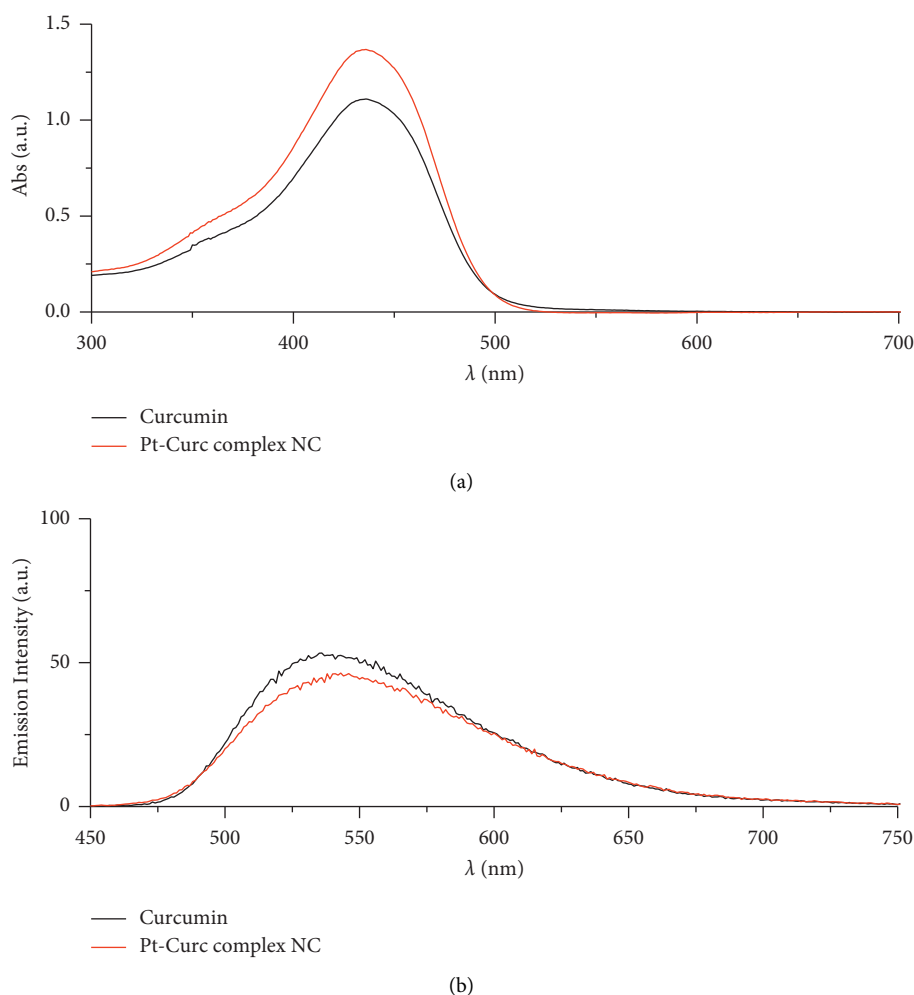 1.5
1.0
0.5
0.0
Abs (a.u.)
300 400 500 600 700
λ (nm)
Curcumin
Pt-Curc complex NC
(a)
100
50
0
Emission Intensity (a.u.)
450 500 550 600 650 700 750
λ (nm)
Curcumin
Pt-Curc complex NC
(b)